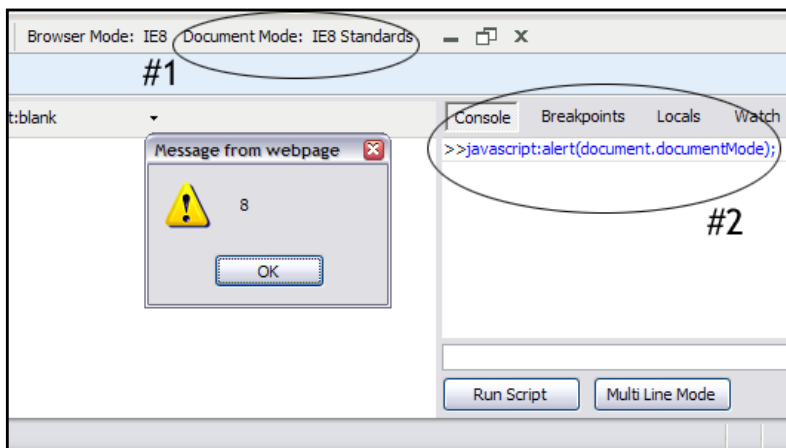 Browser Mode: IE8 Document Mode: IE8 Standards
#1
t:blank
Console Breakpoints Locals Watch
Message from webpage
>>javascript:alert(document.documentMode);
8
#2
OK
Run Script Multi Line Mode